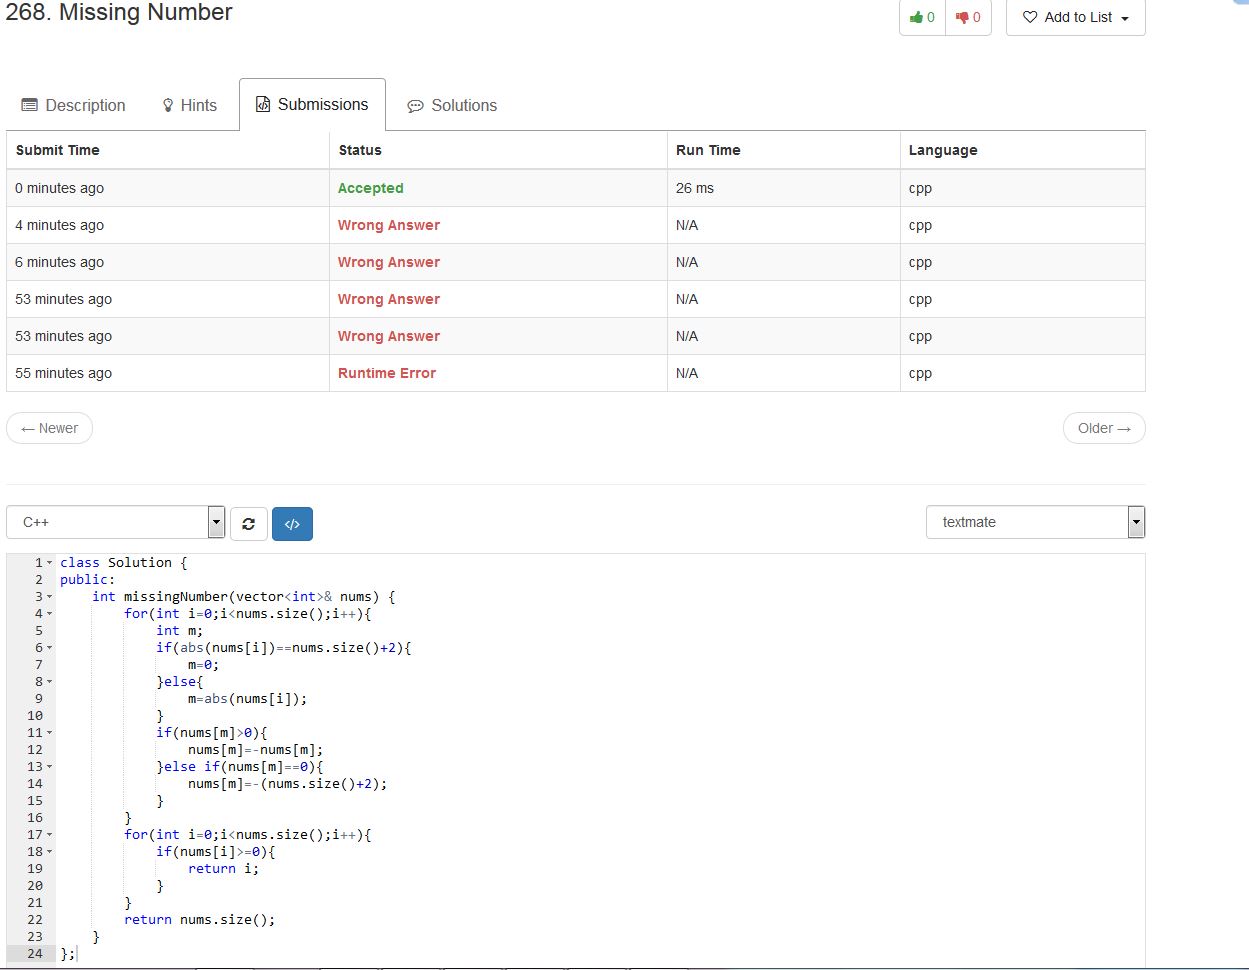 268. Missing Number
0 0 Add to List
Description Hints Submissions Solutions
Submit Time Status Run Time Language
0 minutes ago Accepted 26 ms cpp
4 minutes ago Wrong Answer N/A cpp
6 minutes ago Wrong Answer N/A cpp
53 minutes ago Wrong Answer N/A cpp
53 minutes ago Wrong Answer N/A cpp
55 minutes ago Runtime Error N/A cpp
← Newer Older →
C++ </> textmate
1 class Solution {
2 public:
3 int missingNumber(vector<int>& nums) {
4 for(int i=0;i<nums.size();i++){
5 int m;
6 if(abs(nums[i])==nums.size()+2){
7 m=0;
8 }else{
9 m=abs(nums[i]);
10 }
11 if(nums[m]>0){
12 nums[m]=-nums[m];
13 }else if(nums[m]==0){
14 nums[m]=-(nums.size()+2);
15 }
16 }
17 for(int i=0;i<nums.size();i++){
18 if(nums[i]>=0){
19 return i;
20 }
21 }
22 return nums.size();
23 }
24 };